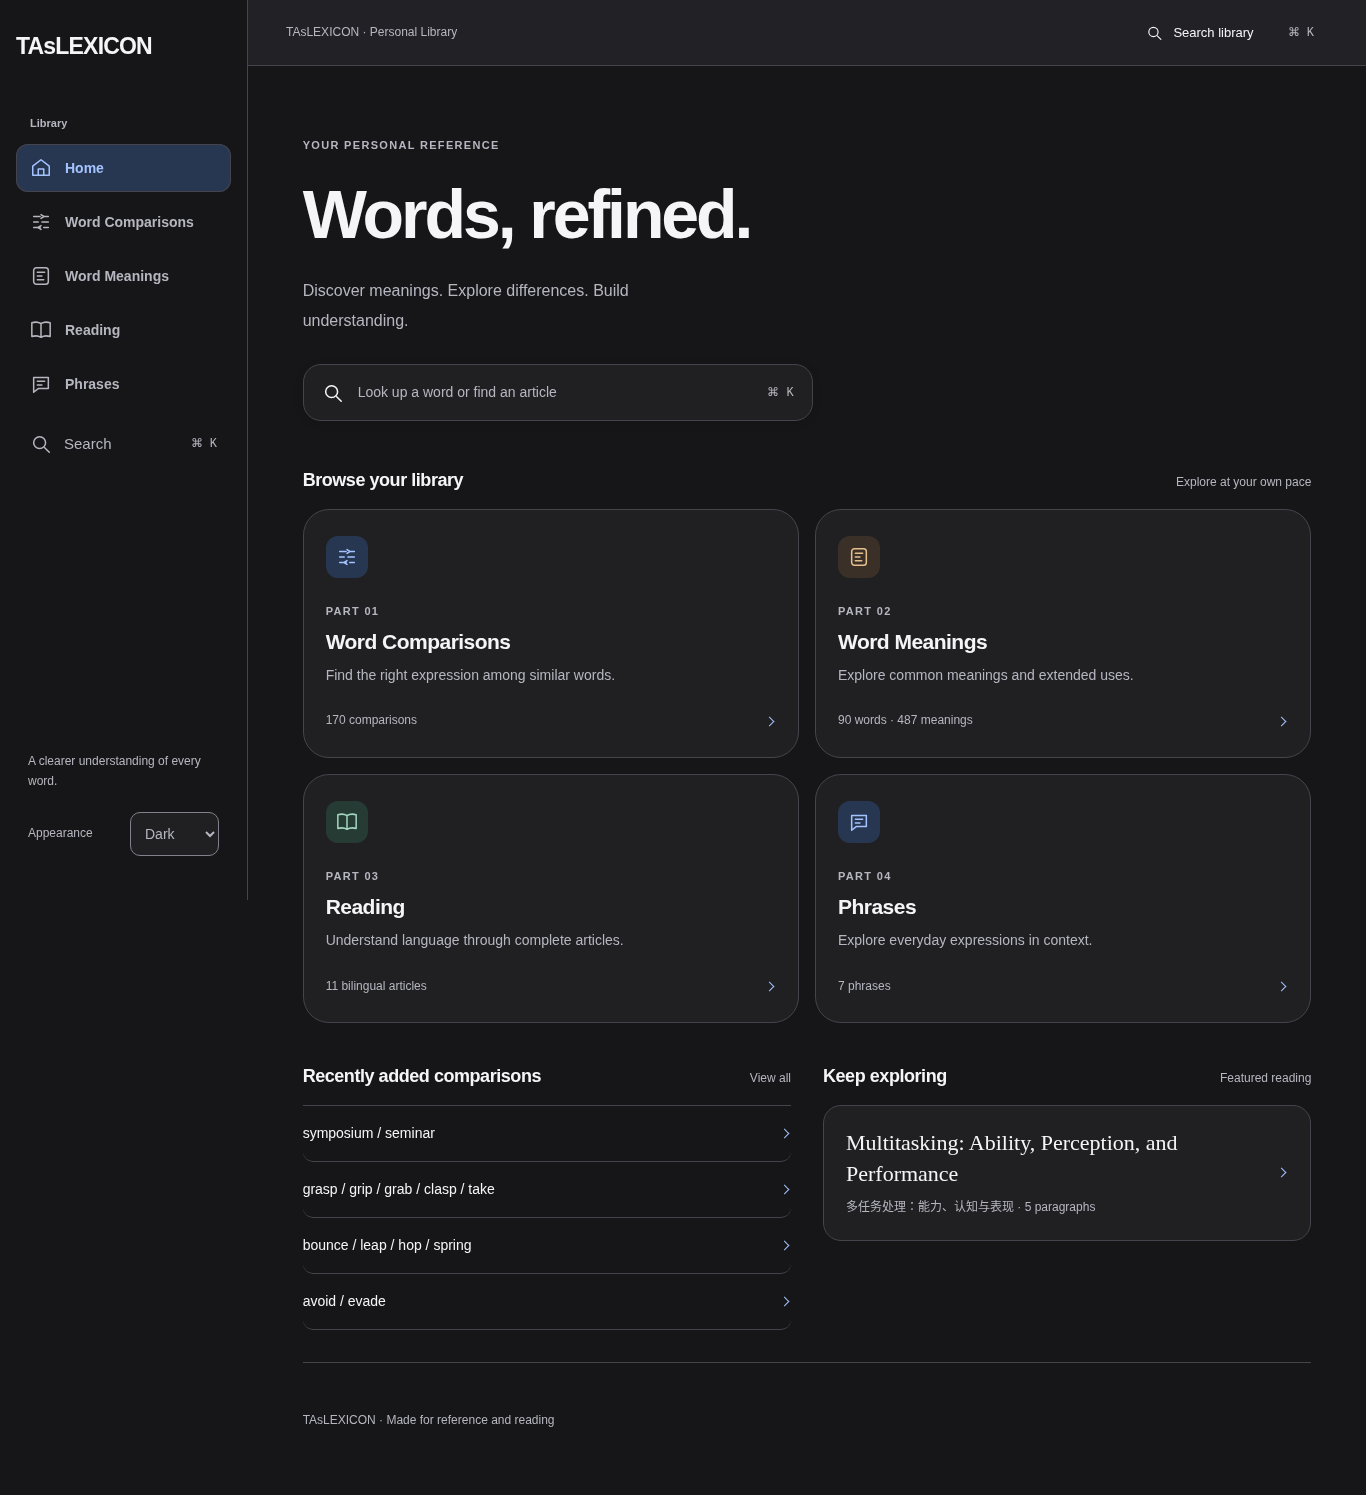 TAsLEXICON
Library
Home
Word Comparisons
Word Meanings
Reading
Phrases
Search ⌘ K
A clearer understanding of every
word.
Appearance Dark
TAsLEXICON · Personal Library
Search library ⌘ K
YOUR PERSONAL REFERENCE
Words, refined.
Discover meanings. Explore differences. Build
understanding.
Look up a word or find an article ⌘ K
Browse your library
Explore at your own pace
PART 01
Word Comparisons
Find the right expression among similar words.
170 comparisons
PART 02
Word Meanings
Explore common meanings and extended uses.
90 words · 487 meanings
PART 03
Reading
Understand language through complete articles.
11 bilingual articles
PART 04
Phrases
Explore everyday expressions in context.
7 phrases
Recently added comparisons
View all
symposium / seminar
grasp / grip / grab / clasp / take
bounce / leap / hop / spring
avoid / evade
Keep exploring
Featured reading
Multitasking: Ability, Perception, and
Performance
多任务处理：能力、认知与表现 · 5 paragraphs
TAsLEXICON · Made for reference and reading